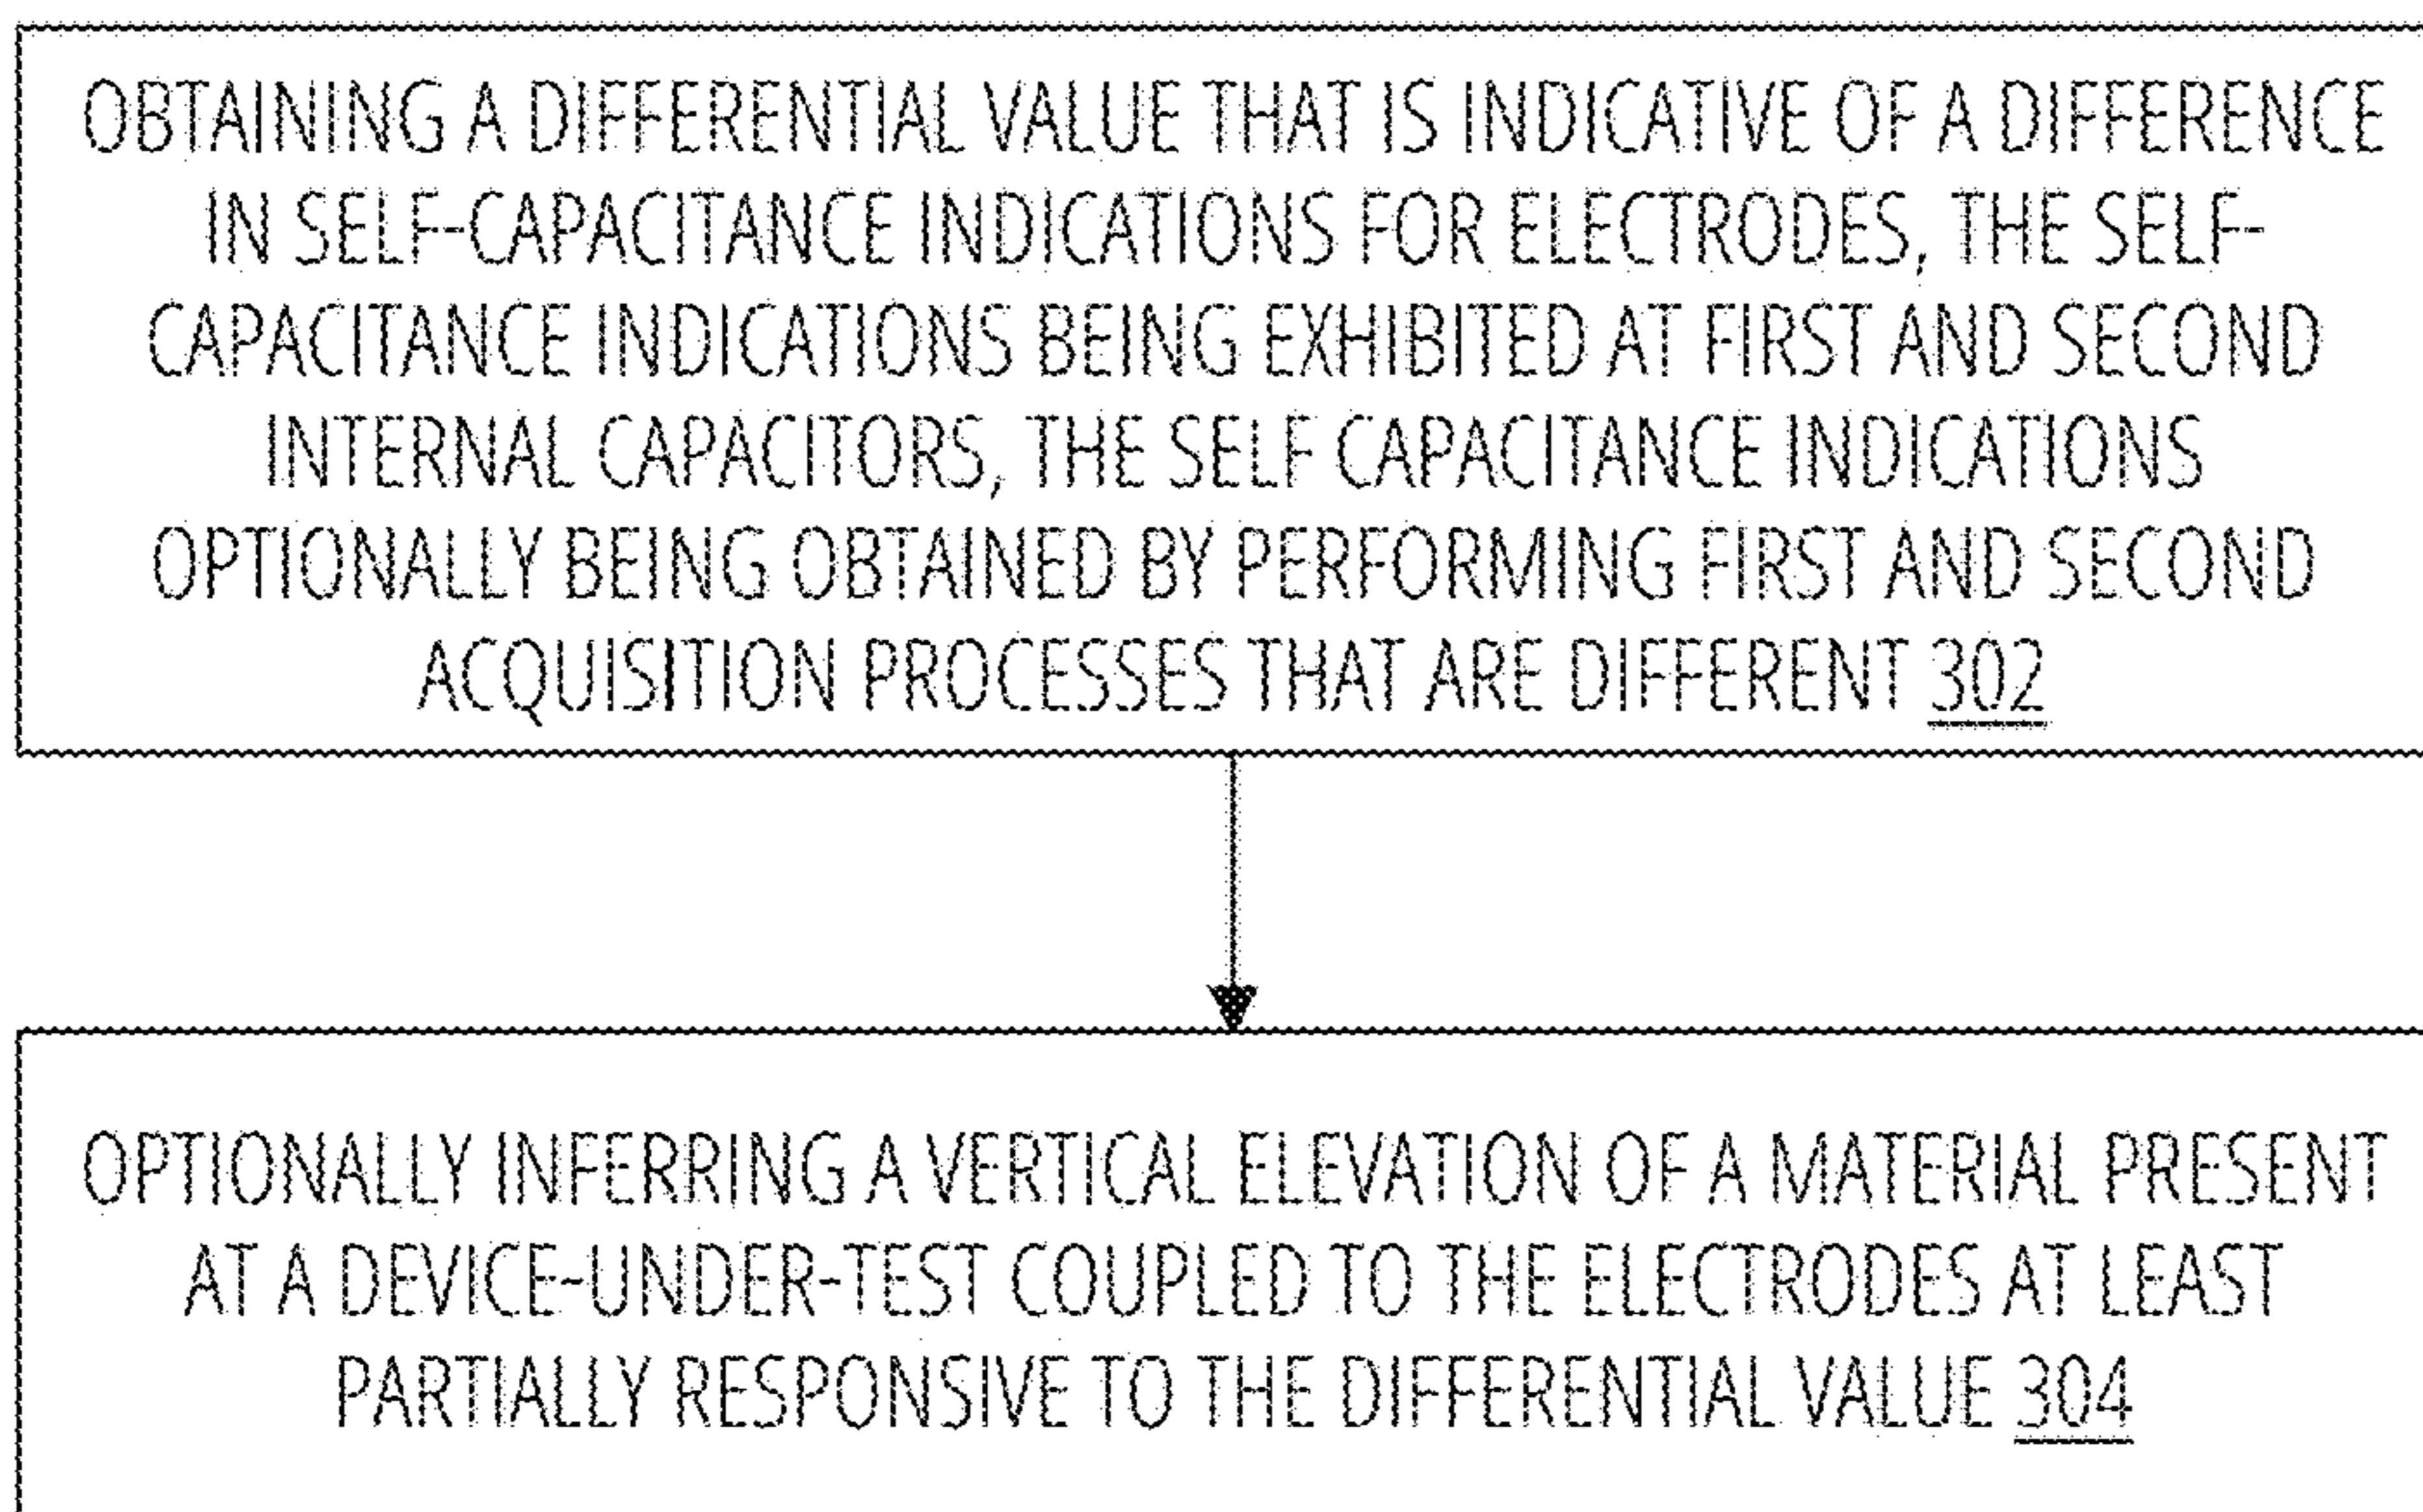 OBTAINING A DIFFERENTIAL VALUE THAT IS INDICATIVE OF A DIFFERENCE
IN SELF-CAPACITANCE INDICATIONS FOR ELECTRODES, THE SELF-
CAPACITANCE INDICATIONS BEING EXHIBITED AT FIRST AND SECOND
INTERNAL CAPACITORS, THE SELF CAPACITANCE INDICATIONS
OPTIONALLY BEING OBTAINED BY PERFORMING FIRST AND SECOND
ACQUISITION PROCESSES THAT ARE DIFFERENT 302
OPTIONALLY INFERRING A VERTICAL ELEVATION OF A MATERIAL PRESENT
AT A DEVICE-UNDER-TEST COUPLED TO THE ELECTRODES AT LEAST
PARTIALLY RESPONSIVE TO THE DIFFERENTIAL VALUE 304